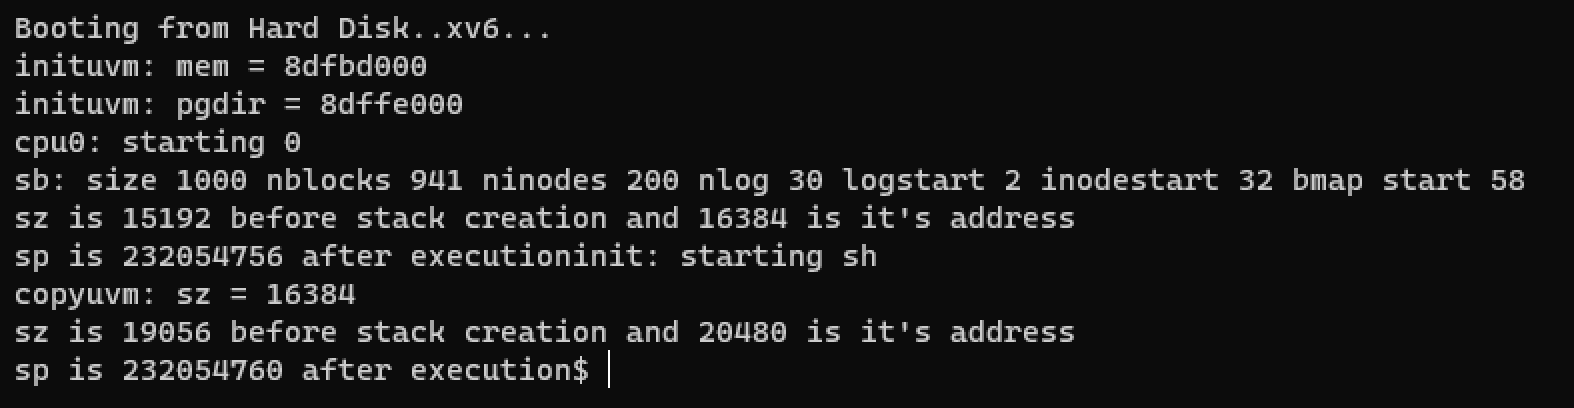 Booting from Hard Disk..xv6...
inituvm: mem = 8dfbd000
inituvm: pgdir = 8dffe000
cpu0: starting 0
sb: size 1000 nblocks 941 ninodes 200 nlog 30 logstart 2 inodestart 32 bmap start 58
sz is 15192 before stack creation and 16384 is it's address
sp is 232054756 after executioninit: starting sh
copyuvm: sz = 16384
sz is 19056 before stack creation and 20480 is it's address
sp is 232054760 after execution$